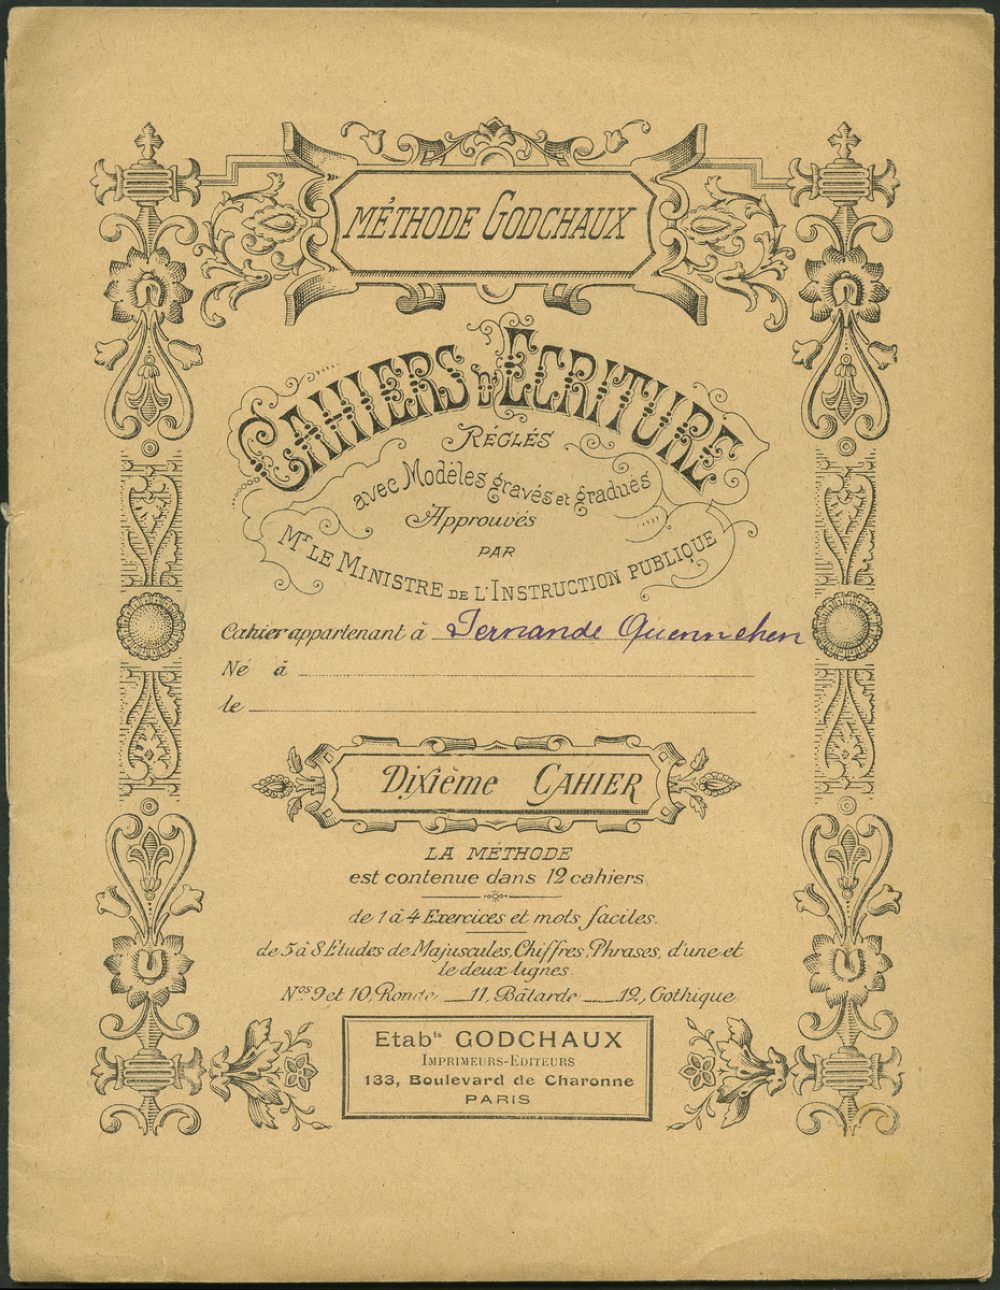 MÉTHODE GODCHAUX
CAHIERS D'ECRITURE
RÉGLÉS
avec Modèles gravés et gradués
Approuvés
PAR
Mr LE MINISTRE DE L'INSTRUCTION PUBLIQUE
Cahier appartenant à Fernande Quennehen
Né à
le
DIXIÈME CAHIER
LA MÉTHODE
est contenue dans 12 cahiers
de 1 à 4 Exercices et mots faciles.
de 5 à 8 Etudes de Majuscules, Chiffres, Phrases, d'une et
de deux lignes.
Nos 9 et 10, Ronde __ 11, Bâtarde __ 12, Gothique.
Etabts GODCHAUX
IMPRIMEURS-EDITEURS
133, Boulevard de Charonne
PARIS